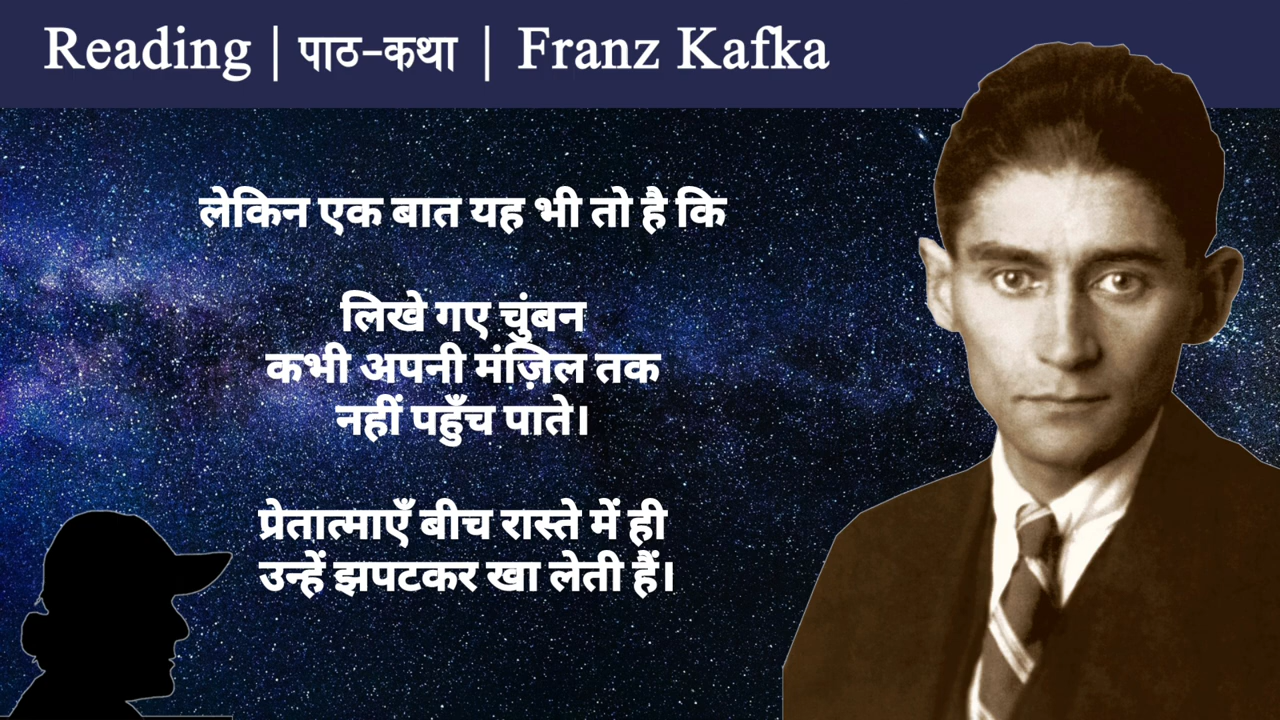 Reading | पाठ-कथा | Franz Kafka
लेकिन एक बात यह भी तो है कि
लिखे गए चुंबन
कभी अपनी मंज़िल तक
नहीं पहुँच पाते।
प्रेतात्माएँ बीच रास्ते में ही
उन्हें झपटकर खा लेती हैं।